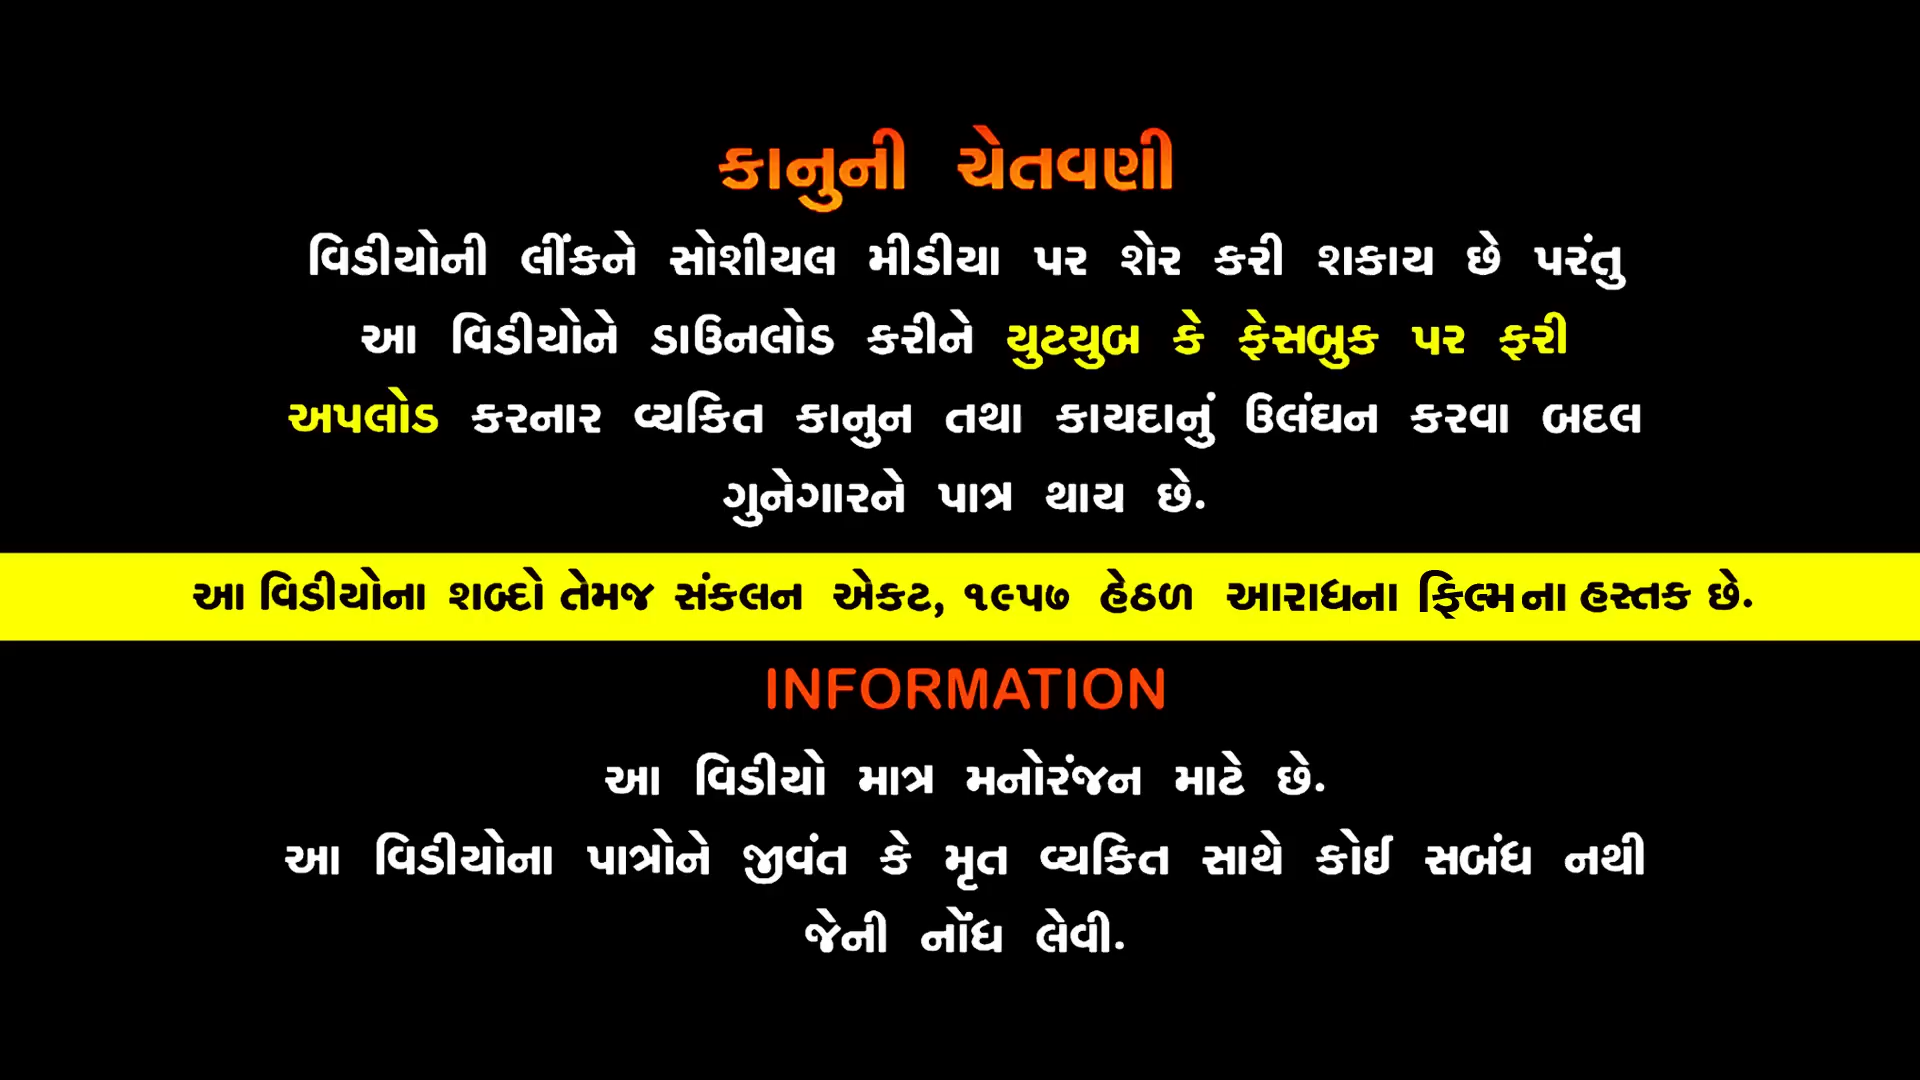 કાનુની ચેતવણી
વિડીયોની લીંકને સોશીયલ મીડીયા પર શેર કરી શકાય છે પરંતુ
આ વિડીયોને ડાઉનલોડ કરીને યુટયુબ કે ફેસબુક પર ફરી
અપલોડ કરનાર વ્યકિત કાનુન તથા કાયદાનું ઉલંઘન કરવા બદલ
ગુનેગારને પાત્ર થાય છે.
આ વિડીયોના શબ્દો તેમજ સંકલન એકટ, ૧૯૫૭ હેઠળ આરાધના ફિલ્મના હસ્તક છે.
INFORMATION
આ વિડીયો માત્ર મનોરંજન માટે છે.
આ વિડીયોના પાત્રોને જીવંત કે મૃત વ્યકિત સાથે કોઈ સબંધ નથી
જેની નોંધ લેવી.